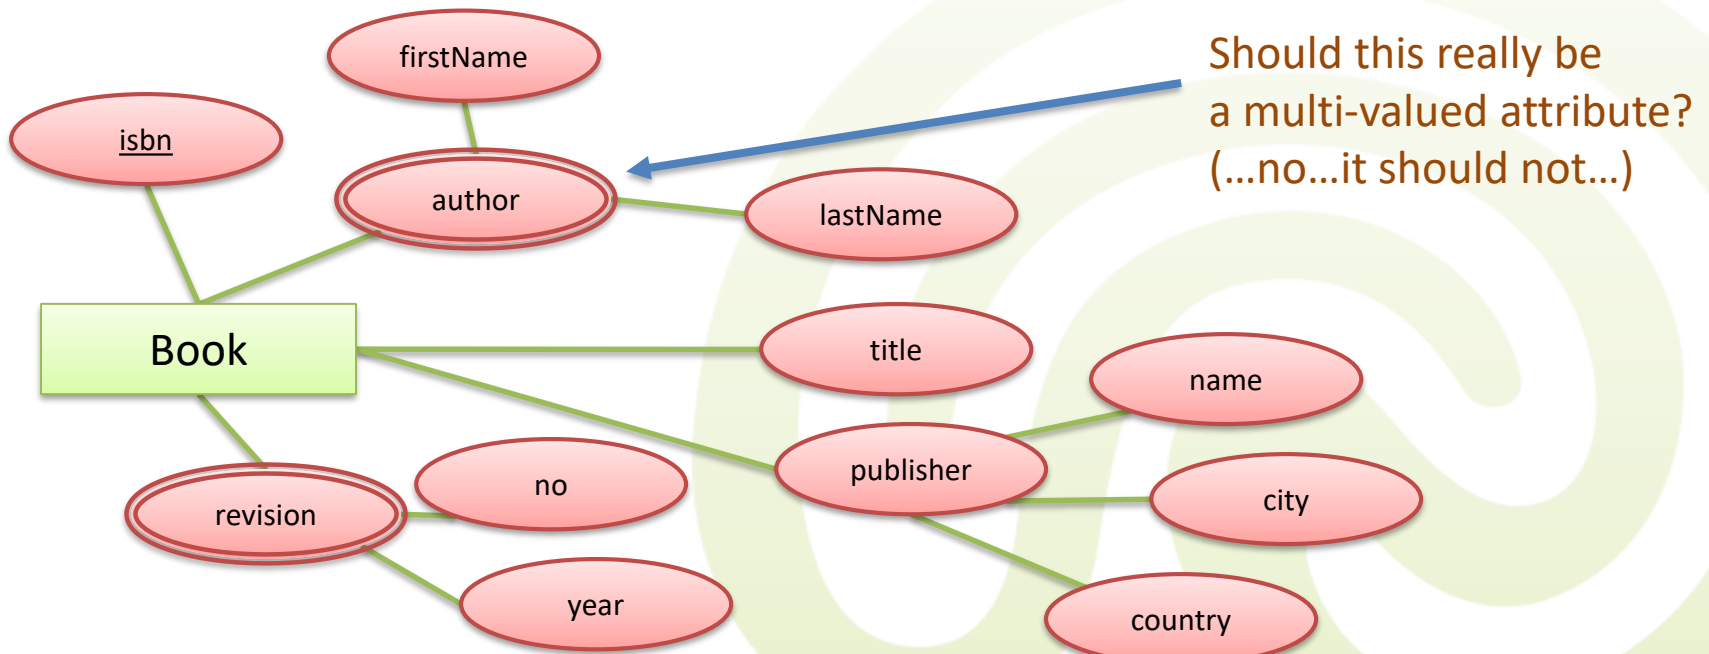 firstName
Should this really be
a multi-valued attribute?
(...no...it should not...)
isbn
author
lastName
Book
title
name
publisher
no
city
revision
year
country